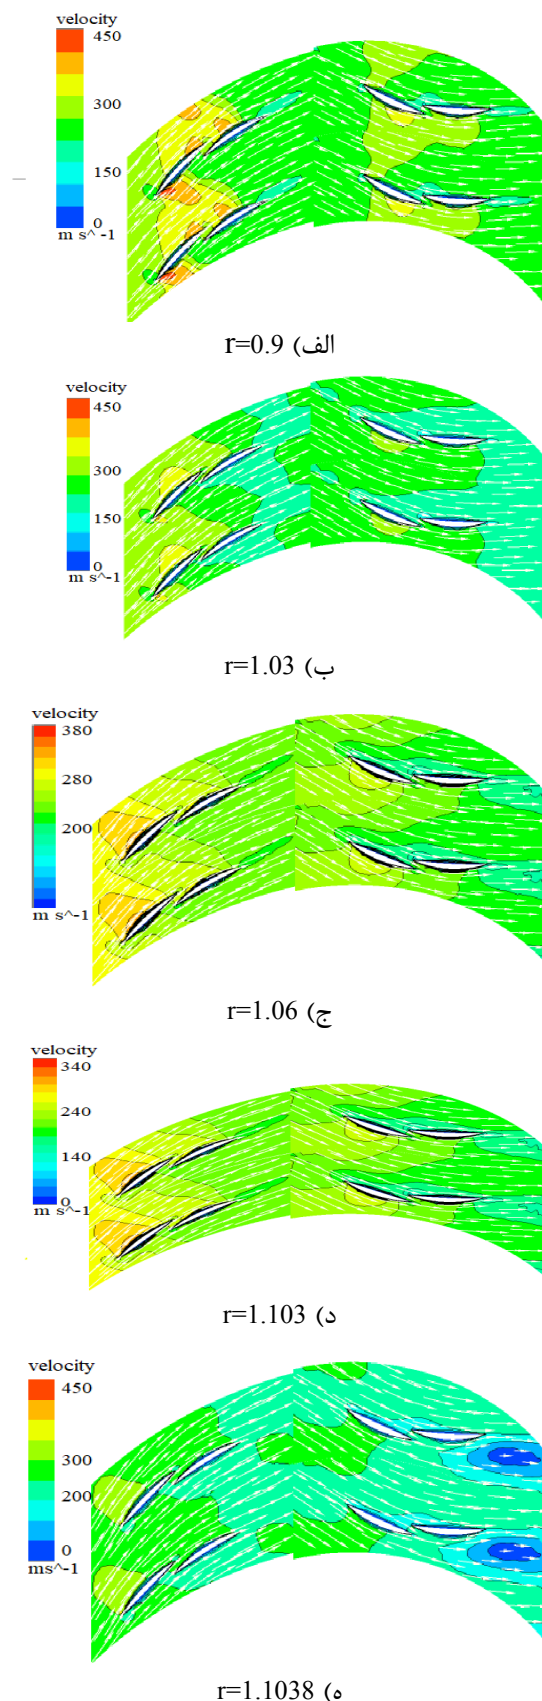 velocity
450
300
150
0
m s^ -1
الف) r=0.9
velocity
450
300
150
0
m s^-1
ب) r=1.03
velocity
380
280
200
m s^-1
ج) r=1.06
velocity
340
240
140
0
m s^-1
د) r=1.103
velocity
450
300
200
0
ms^-1
ه) r=1.1038